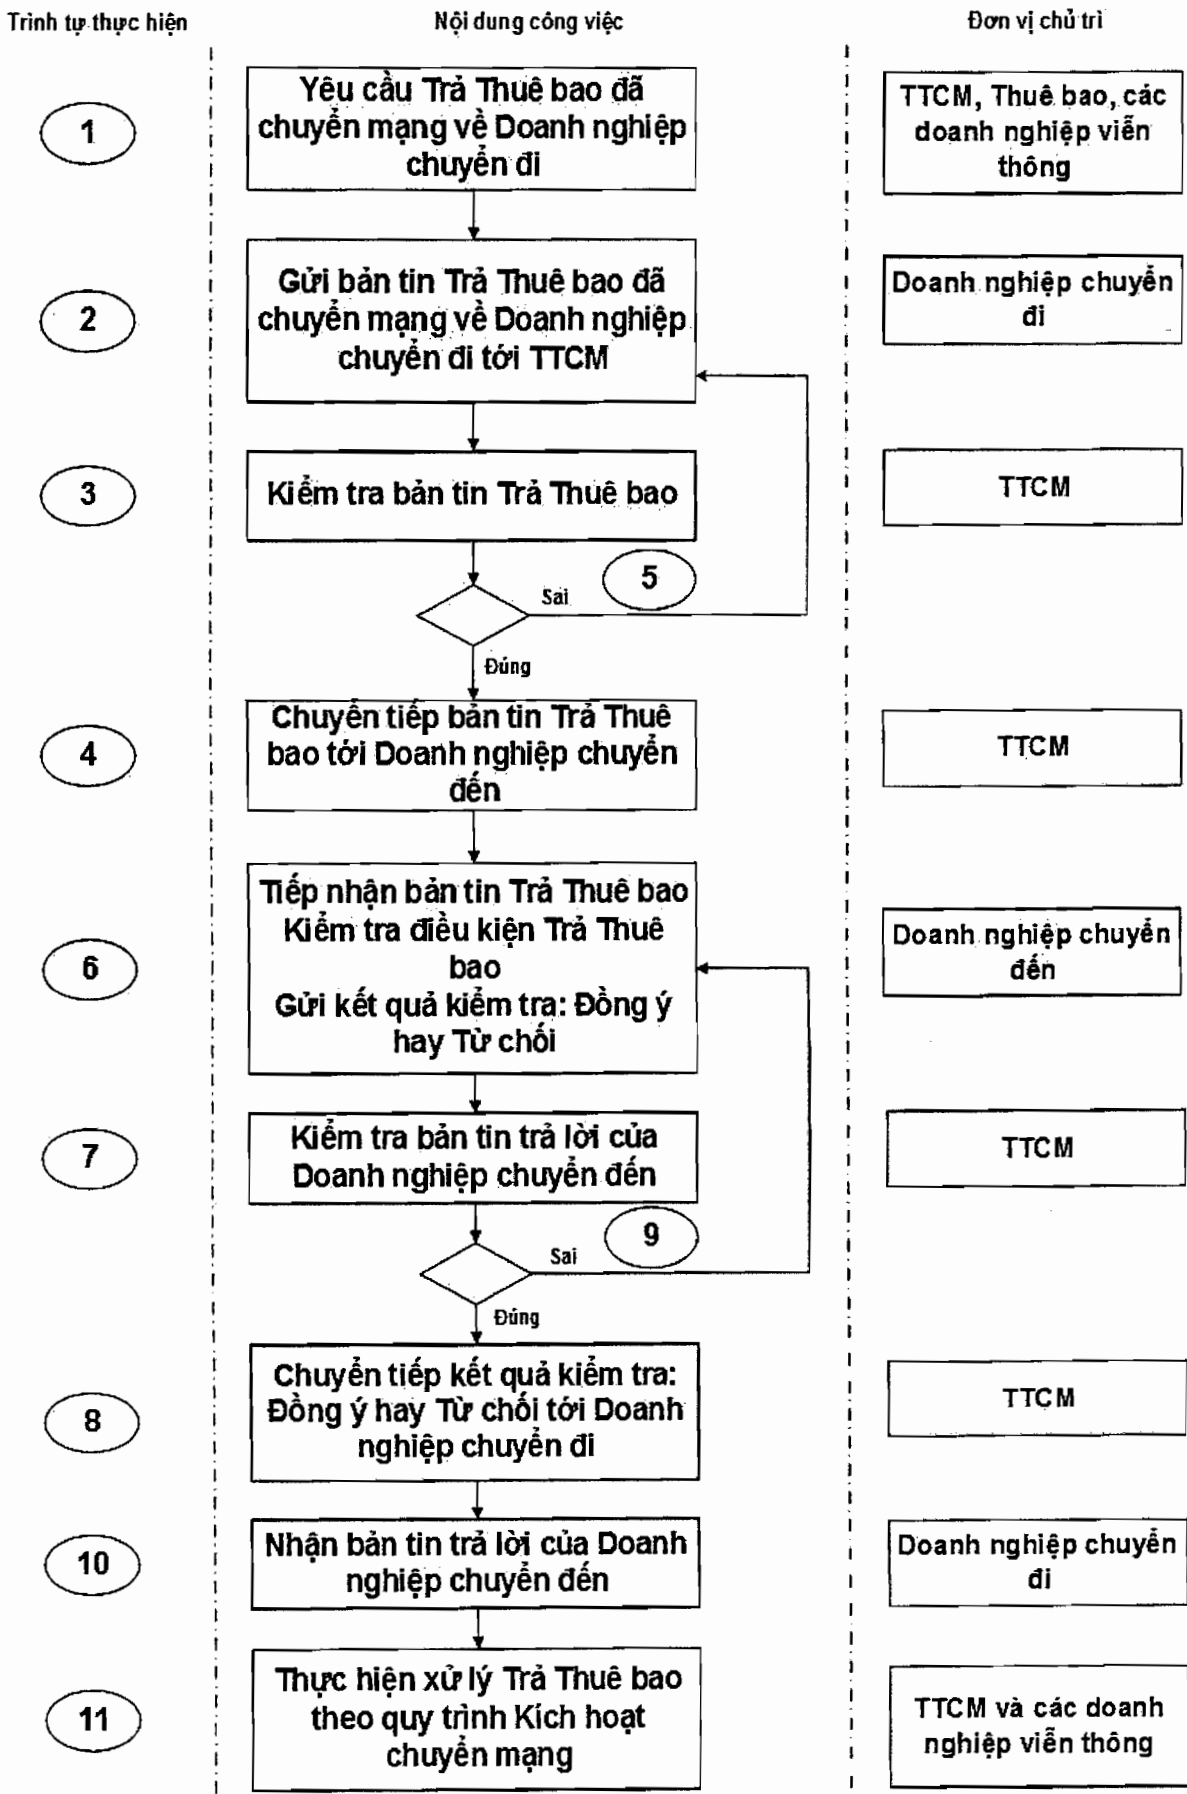 Trình tự thực hiện
Nội dung công việc
Đơn vị chủ trì
1
Yêu cầu Trả Thuê bao đã
chuyển mạng về Doanh nghiệp
chuyển đi
TTCM, Thuê bao, các
doanh nghiệp viễn
thông
2
Gửi bản tin Trả Thuê bao đã
chuyển mạng về Doanh nghiệp
chuyển đi tới TTCM
Doanh nghiệp chuyển
đi
3
Kiểm tra bản tin Trả Thuê bao
TTCM
5
Sai
Đúng
4
Chuyển tiếp bản tin Trả Thuê
bao tới Doanh nghiệp chuyển
đến
TTCM
6
Tiếp nhận bản tin Trả Thuê bao
Kiểm tra điều kiện Trả Thuê
bao
Gửi kết quả kiểm tra: Đồng ý
hay Từ chối
Doanh nghiệp chuyển
đến
7
Kiểm tra bản tin trả lời của
Doanh nghiệp chuyển đến
TTCM
9
Sai
Đúng
8
Chuyển tiếp kết quả kiểm tra:
Đồng ý hay Từ chối tới Doanh
nghiệp chuyển đi
TTCM
10
Nhận bản tin trả lời của Doanh
nghiệp chuyển đến
Doanh nghiệp chuyển
đi
11
Thực hiện xử lý Trả Thuê bao
theo quy trình Kích hoạt
chuyển mạng
TTCM và các doanh
nghiệp viễn thông